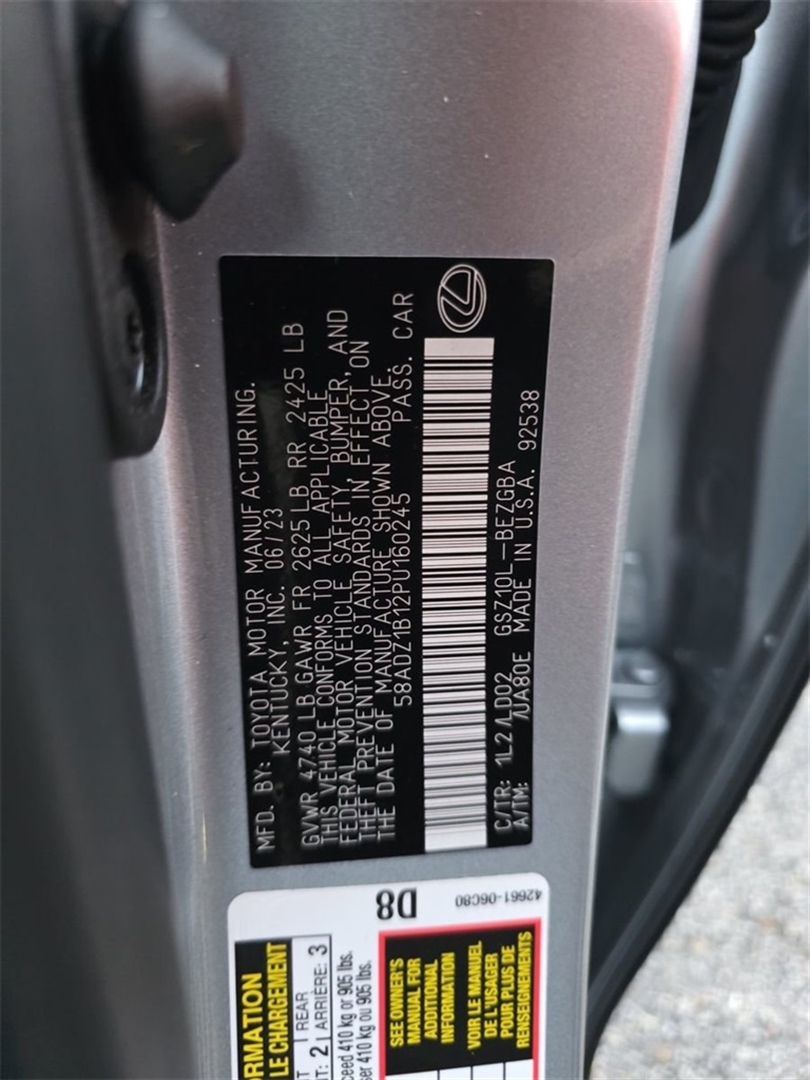 MFD. BY: TOYOTA MOTOR MANUFACTURING.
KENTUCKY, INC. 06/23
GVWR 4740 LB GAWR FR 2625 LB RR 2425 LB
THIS VEHICLE CONFORMS TO ALL APPLICABLE
FEDERAL MOTOR VEHICLE SAFETY, BUMPER, AND
THEFT PREVENTION STANDARDS IN EFFECT ON
THE DATE OF MANUFACTURE SHOWN ABOVE.
58ADZ1B12PU160245 PASS. CAR
C/TR: 1L2 /LD02 GSZ10L-BEZGBA
A/TM: /UA80E MADE IN U.S.A. 92538
D8
42661-06C80
LE CHARGEMENT
REAR
2 ARRIÈRE: 3
410 kg or 905 lbs.
410 kg ou 905 lbs.
SEE OWNER'S
MANUAL FOR
ADDITIONAL
INFORMATION
VOIR LE MANUEL
DE L'USAGER
POUR PLUS DE
RENSEIGNEMENTS